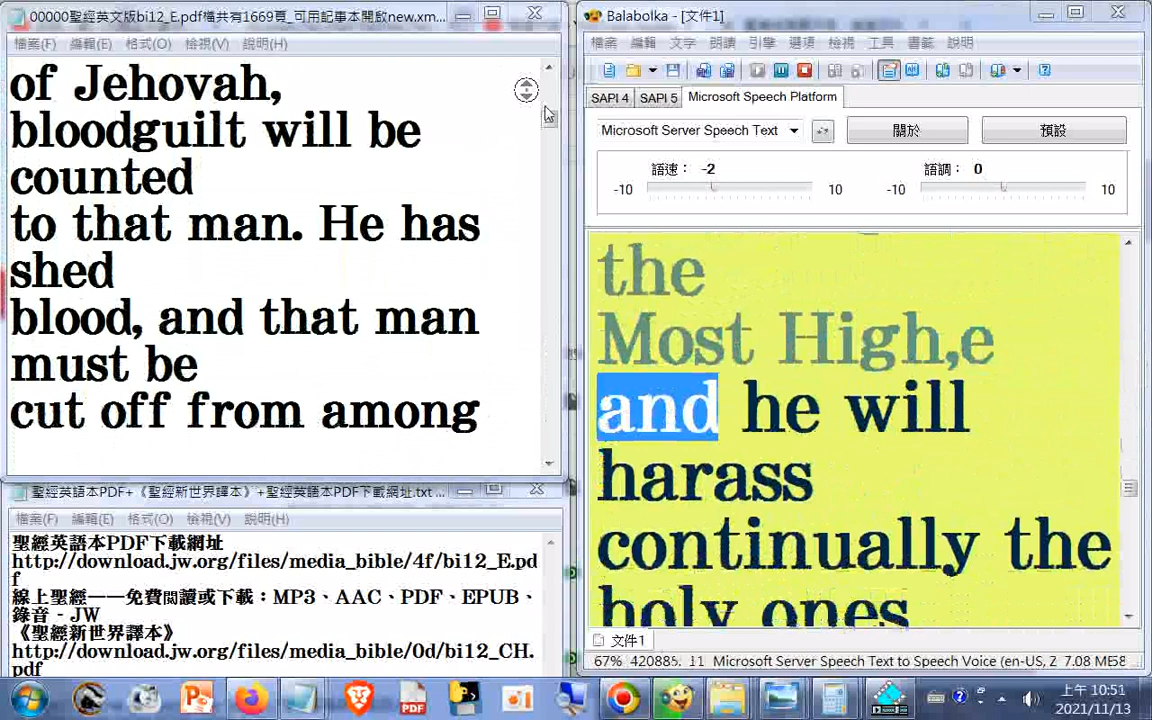 00000聖經英文版bi12_E.pdf檔共有1669頁_可用記事本開啟new.xm...
檔案(F) 編輯(E) 格式(O) 檢視(V) 說明(H)
of Jehovah,
bloodguilt will be
counted
to that man. He has
shed
blood, and that man
must be
cut off from among
聖經英語本PDF+《聖經新世界譯本》+聖經英語本PDF下載網址.txt ...
檔案(F) 編輯(E) 格式(O) 檢視(V) 說明(H)
聖經英語本PDF下載網址
http://download.jw.org/files/media_bible/4f/bi12_E.pd
f
線上聖經——免費閱讀或下載：MP3、AAC、PDF、EPUB、
錄音 - JW
《聖經新世界譯本》
http://download.jw.org/files/media_bible/0d/bi12_CH.
pdf
Balabolka - [文件1]
檔案 編輯 文字 朗讀 引擎 選項 檢視 工具 書籤 說明
SAPI 4 SAPI 5 Microsoft Speech Platform
Microsoft Server Speech Text 關於 預設
語速： -2 語調： 0
-10 10 -10 10
the
Most High,e
and he will
harass
continually the
holy ones
文件1
67% 420885: 11 Microsoft Server Speech Text to Speech Voice (en-US, Z 7.08 МБ
上午 10:51
2021/11/13